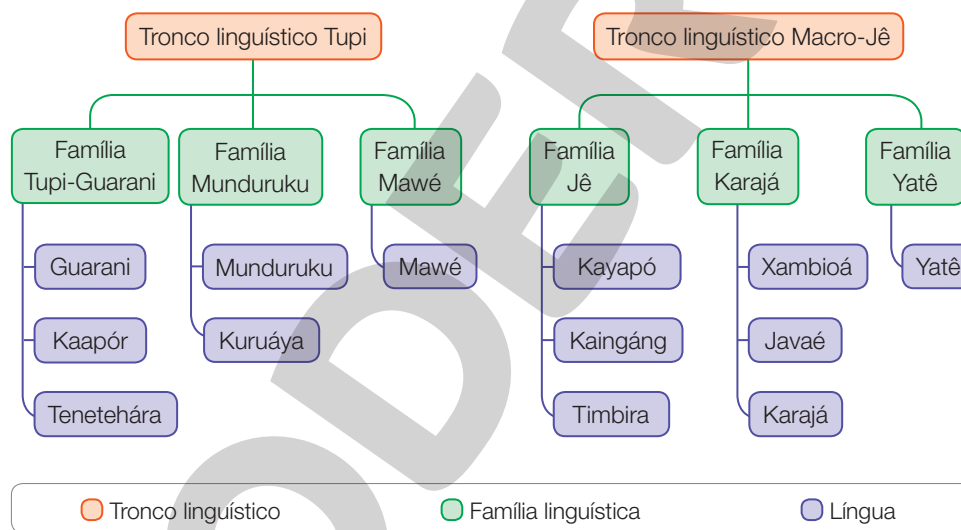 Tronco linguístico Tupi
Tronco linguístico Macro-Jê
Família
Tupi-Guarani
Família
Munduruku
Família
Mawé
Família
Jê
Família
Karajá
Família
Yatê
Guarani
Munduruku
Mawé
Kayapó
Xambioá
Yatê
Kaapór
Kuruáya
Kaingáng
Javaé
Tenetehára
Timbira
Karajá
Tronco linguístico
Família linguística
Língua
ODER